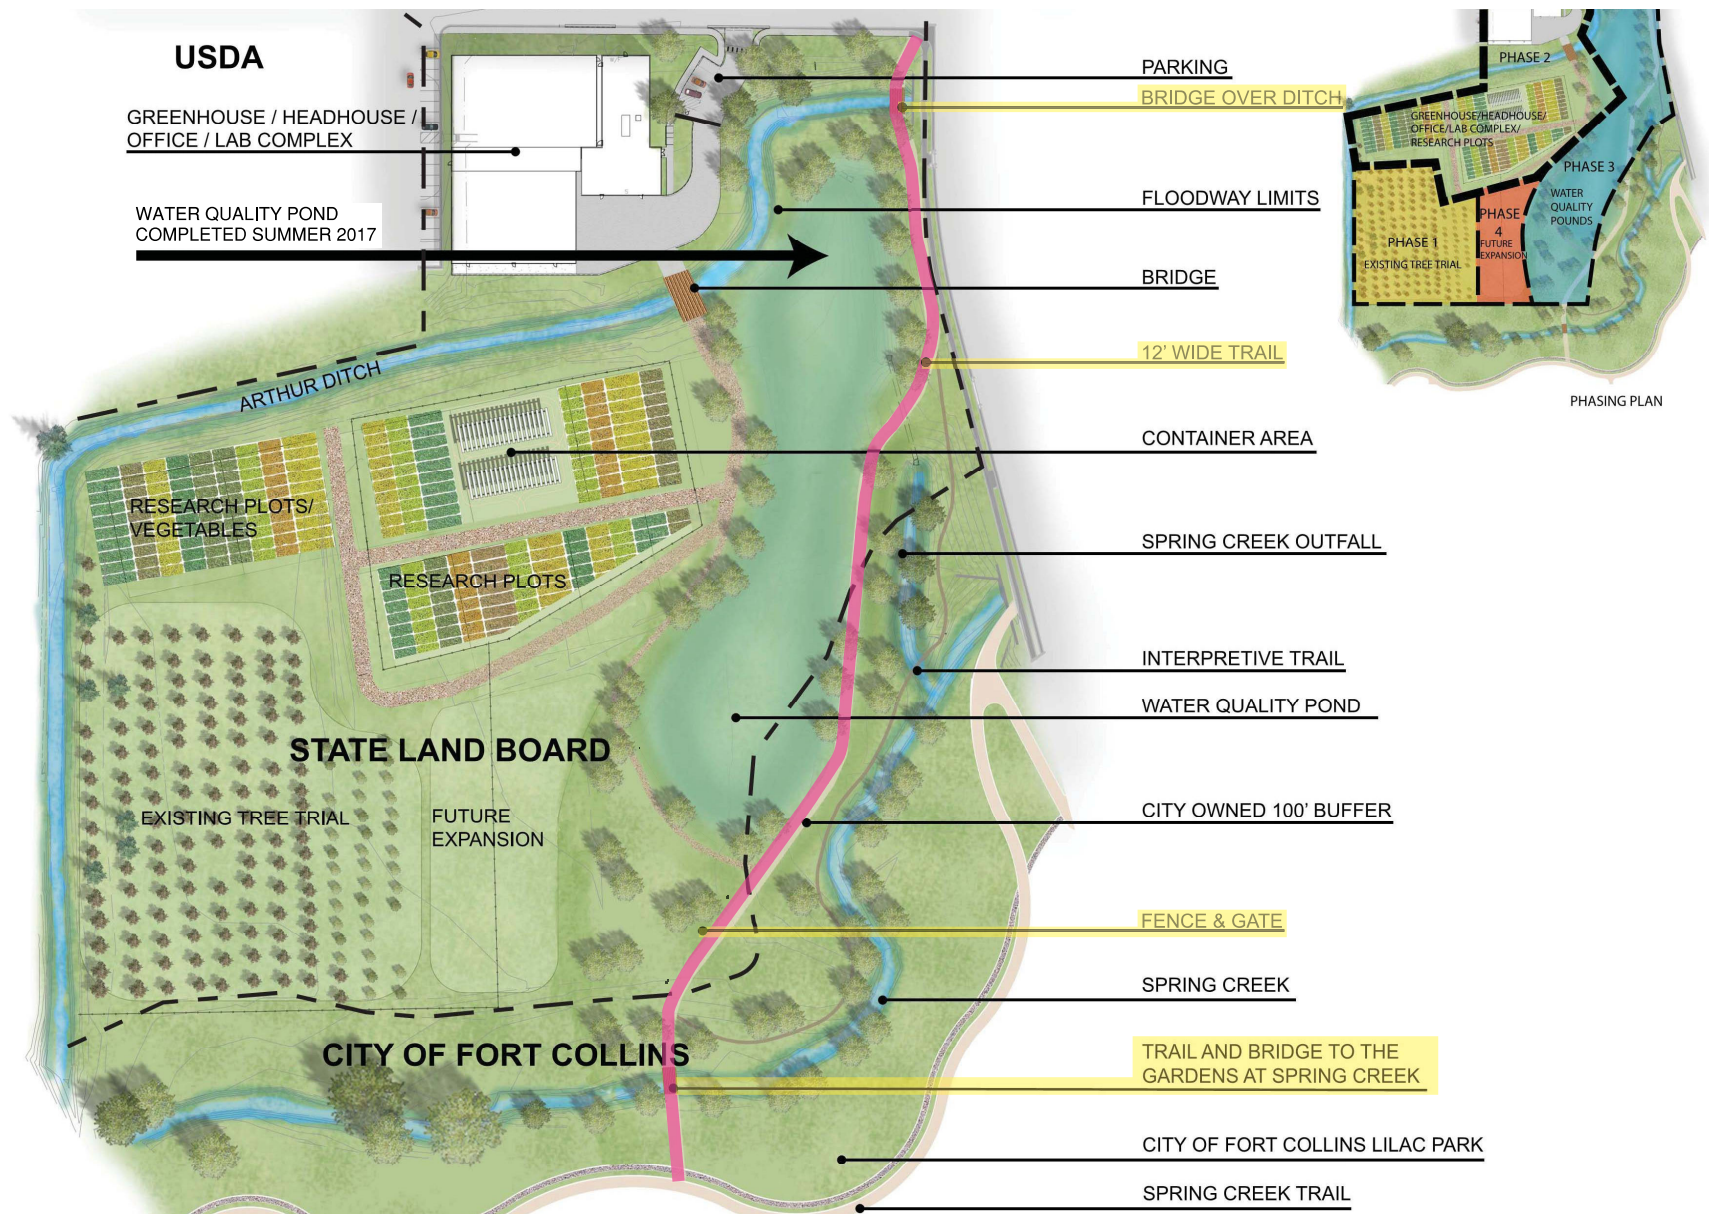 USDA
GREENHOUSE / HEADHOUSE /
OFFICE / LAB COMPLEX
WATER QUALITY POND
COMPLETED SUMMER 2017
ARTHUR DITCH
RESEARCH PLOTS/
VEGETABLES
RESEARCH PLOTS
STATE LAND BOARD
EXISTING TREE TRIAL
FUTURE
EXPANSION
CITY OF FORT COLLINS
PARKING
BRIDGE OVER DITCH
FLOODWAY LIMITS
BRIDGE
12' WIDE TRAIL
CONTAINER AREA
SPRING CREEK OUTFALL
INTERPRETIVE TRAIL
WATER QUALITY POND
CITY OWNED 100' BUFFER
FENCE & GATE
SPRING CREEK
TRAIL AND BRIDGE TO THE
GARDENS AT SPRING CREEK
CITY OF FORT COLLINS LILAC PARK
SPRING CREEK TRAIL
PHASE 2
GREENHOUSE/HEADHOUSE/
OFFICE/LAB COMPLEX/
RESEARCH PLOTS
PHASE 3
WATER
QUALITY
POUNDS
PHASE
4
FUTURE
EXPANSION
PHASE 1
EXISTING TREE TRIAL
PHASING PLAN